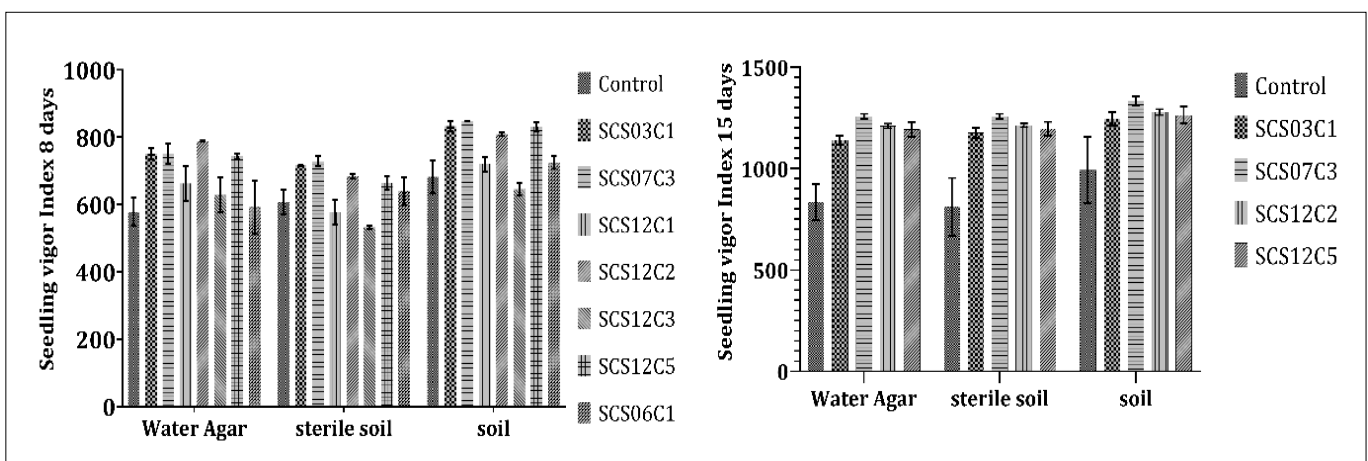 Seedling vigor Index 8 days
1000
800
600
400
200
0
Water Agar
sterile soil
soil
Control
SCS03C1
SCS07C3
SCS12C1
SCS12C2
SCS12C3
SCS12C5
SCS06C1
Seedling vigor Index 15 days
1500
1000
500
0
Water Agar
sterile soil
soil
Control
SCS03C1
SCS07C3
SCS12C2
SCS12C5